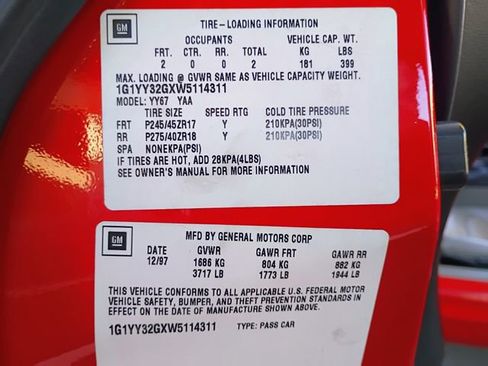 GM
TIRE-LOADING INFORMATION
OCCUPANTS VEHICLE CAP. WT.
FRT. CTR. RR. TOTAL KG LBS
2 0 0 2 181 399
MAX. LOADING @ GVWR SAME AS VEHICLE CAPACITY WEIGHT.
1G1YY32GXW5114311
MODEL: YY67 YAA
TIRE SIZE SPEED RTG COLD TIRE PRESSURE
FRT P245/45ZR17 Y 210KPA(30PSI)
RR P275/40ZR18 Y 210KPA(30PSI)
SPA NONEKPA(PSI)
IF TIRES ARE HOT, ADD 28KPA(4LBS)
SEE OWNER'S MANUAL FOR MORE INFORMATION
GM
MFD BY GENERAL MOTORS CORP
DATE GVWR GAWR FRT GAWR RR
12/97 1686 KG 804 KG 882 KG
3717 LB 1773 LB 1944 LB
THIS VEHICLE CONFORMS TO ALL APPLICABLE U.S. FEDERAL MOTOR
VEHICLE SAFETY, BUMPER, AND THEFT PREVENTION STANDARDS IN
EFFECT ON THE DATE OF MANUFACTURE SHOWN ABOVE.
1G1YY32GXW5114311 TYPE: PASS CAR